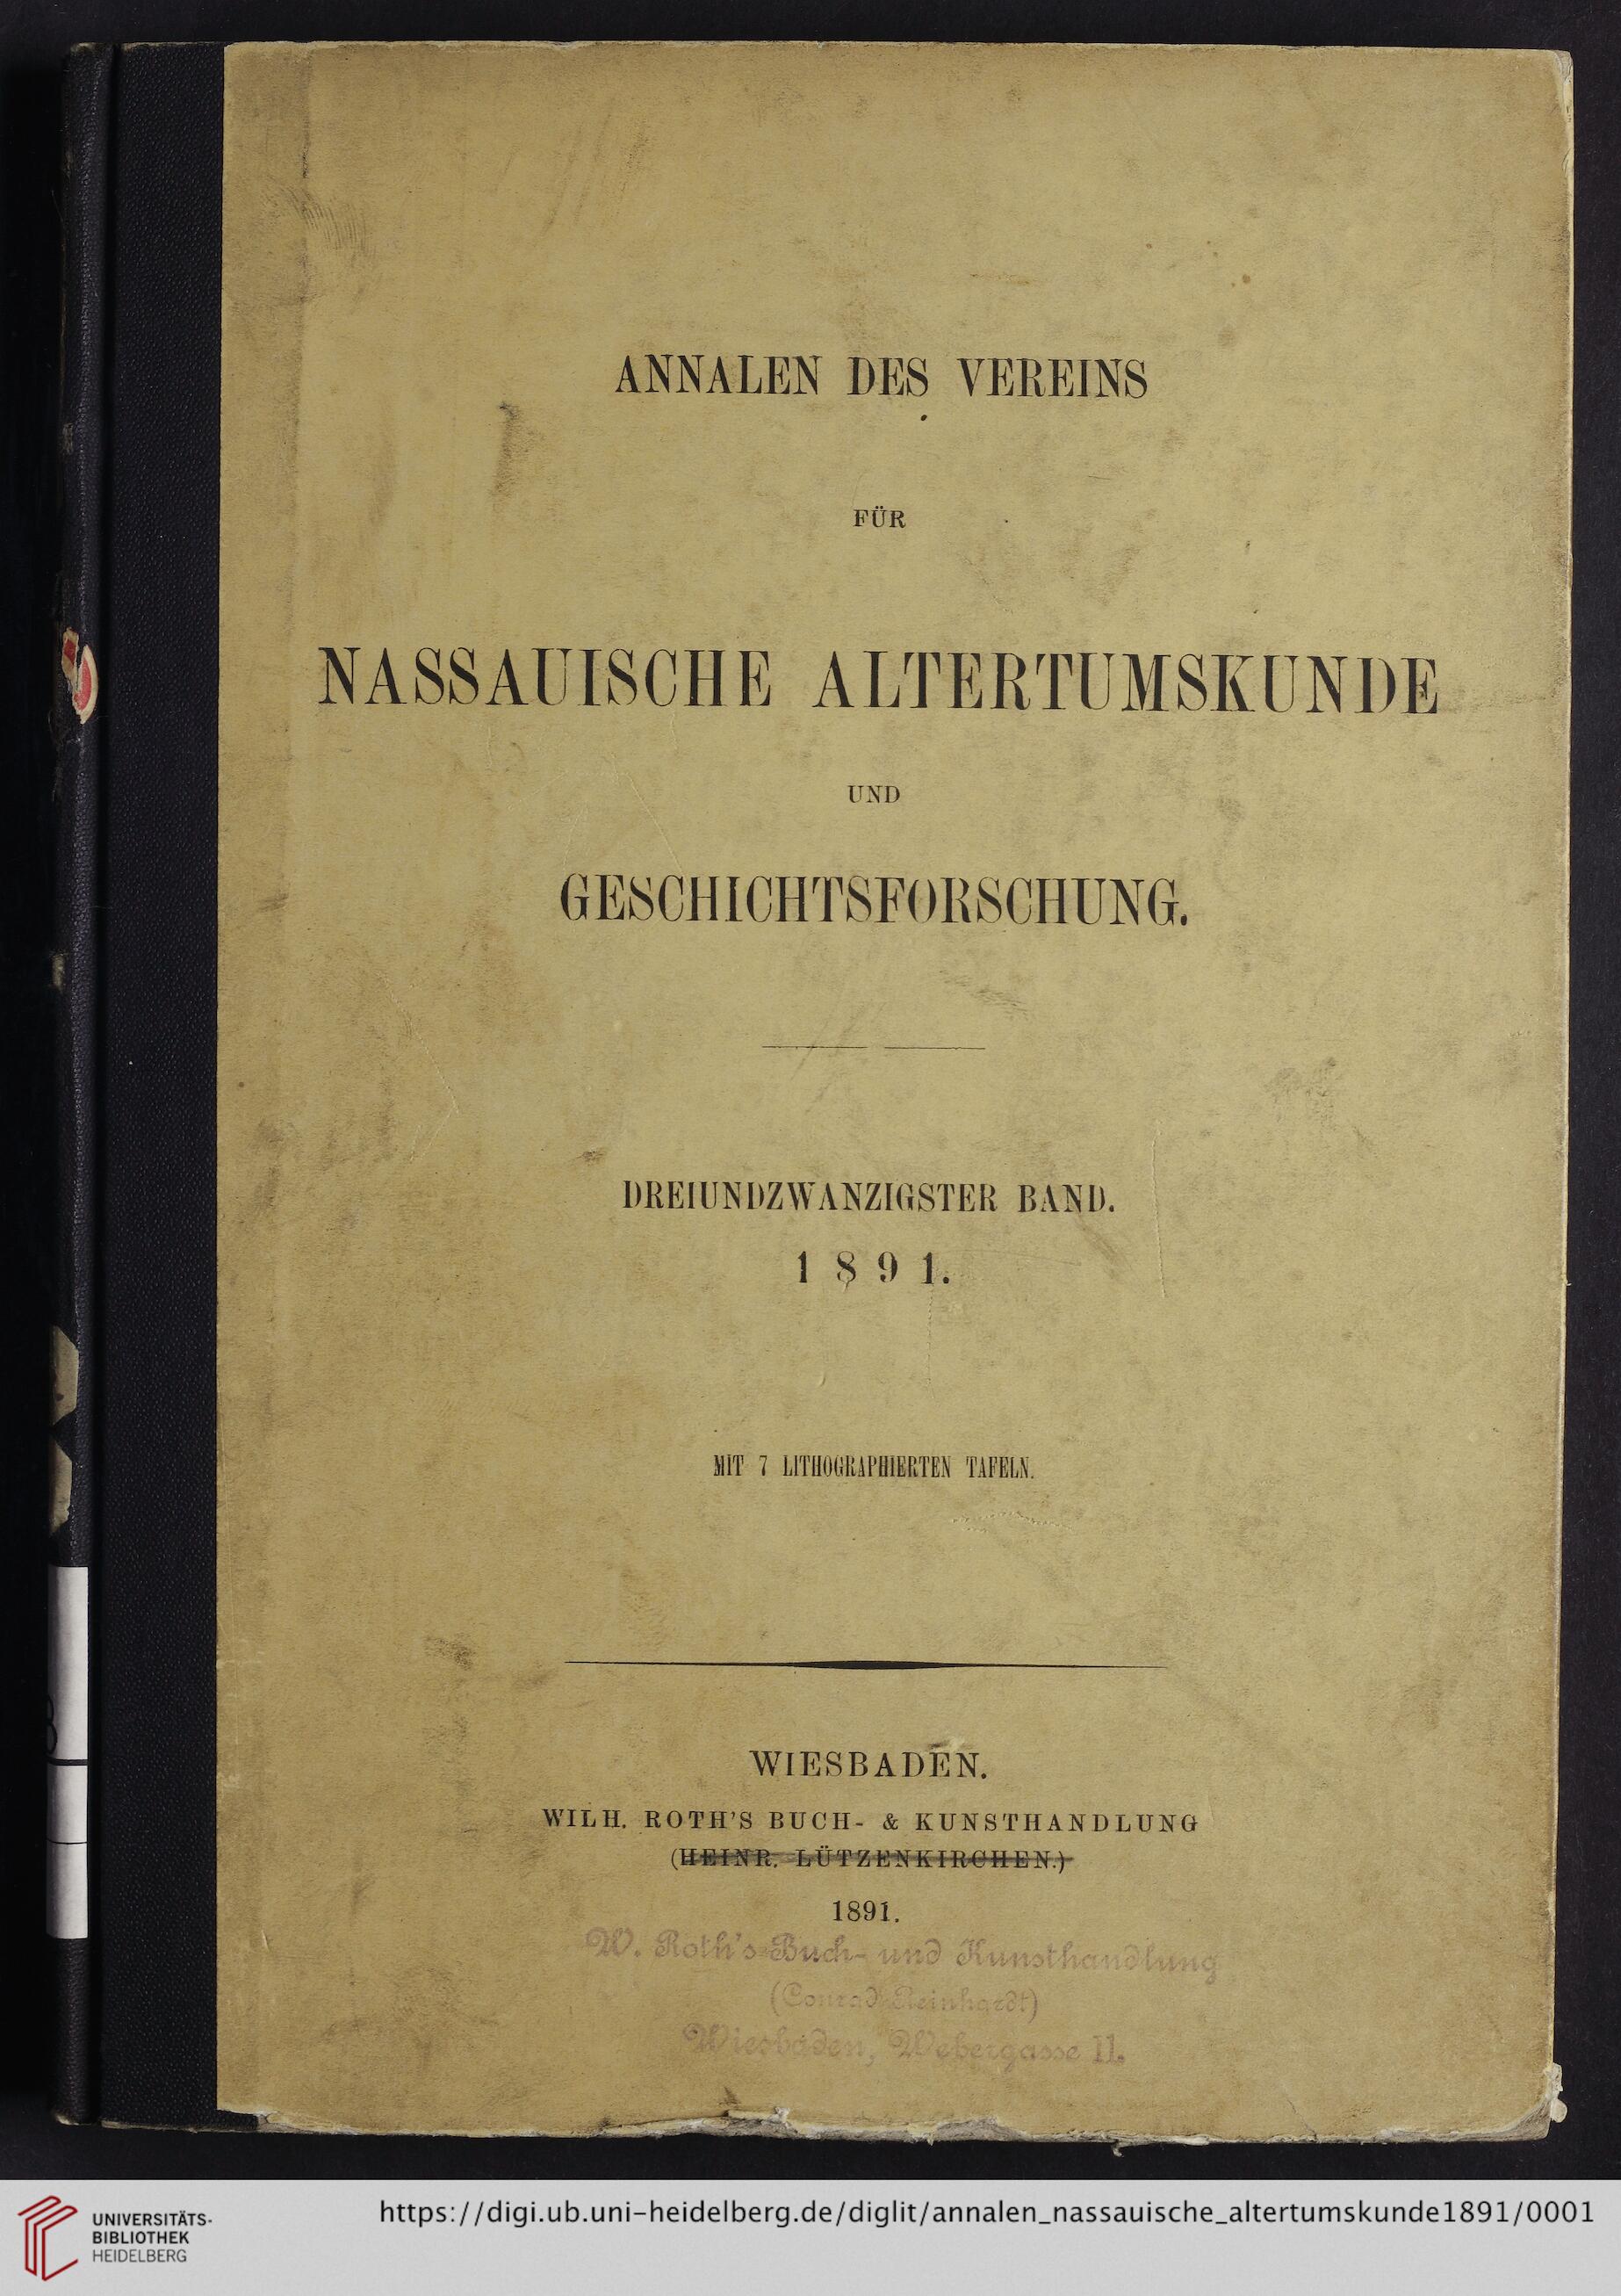 ANNALEN DES VEREINS
FÜR
NASSAUISCHE ALTERTUMSKUNDE
UND
GESCHICHTSFORSCHUNG.
DREIUNDZWANZIGSTER BAND.
1891.
MIT 7 LITHOGRAPHIERTEN TAFELN.
WIESBADEN.
WILH. ROTH'S BUCH- & KUNSTHANDLUNG
(HEINR. LÜTZENKIRCHEN.)
1891.
W. Roth's Buch- und Kunsthandlung
(Conrad Reinhardt)
Wiesbaden, Webergasse 11.
UNIVERSITÄTS-
BIBLIOTHEK
HEIDELBERG
https://digi.ub.uni-heidelberg.de/diglit/annalen_nassauische_altertumskunde1891/0001